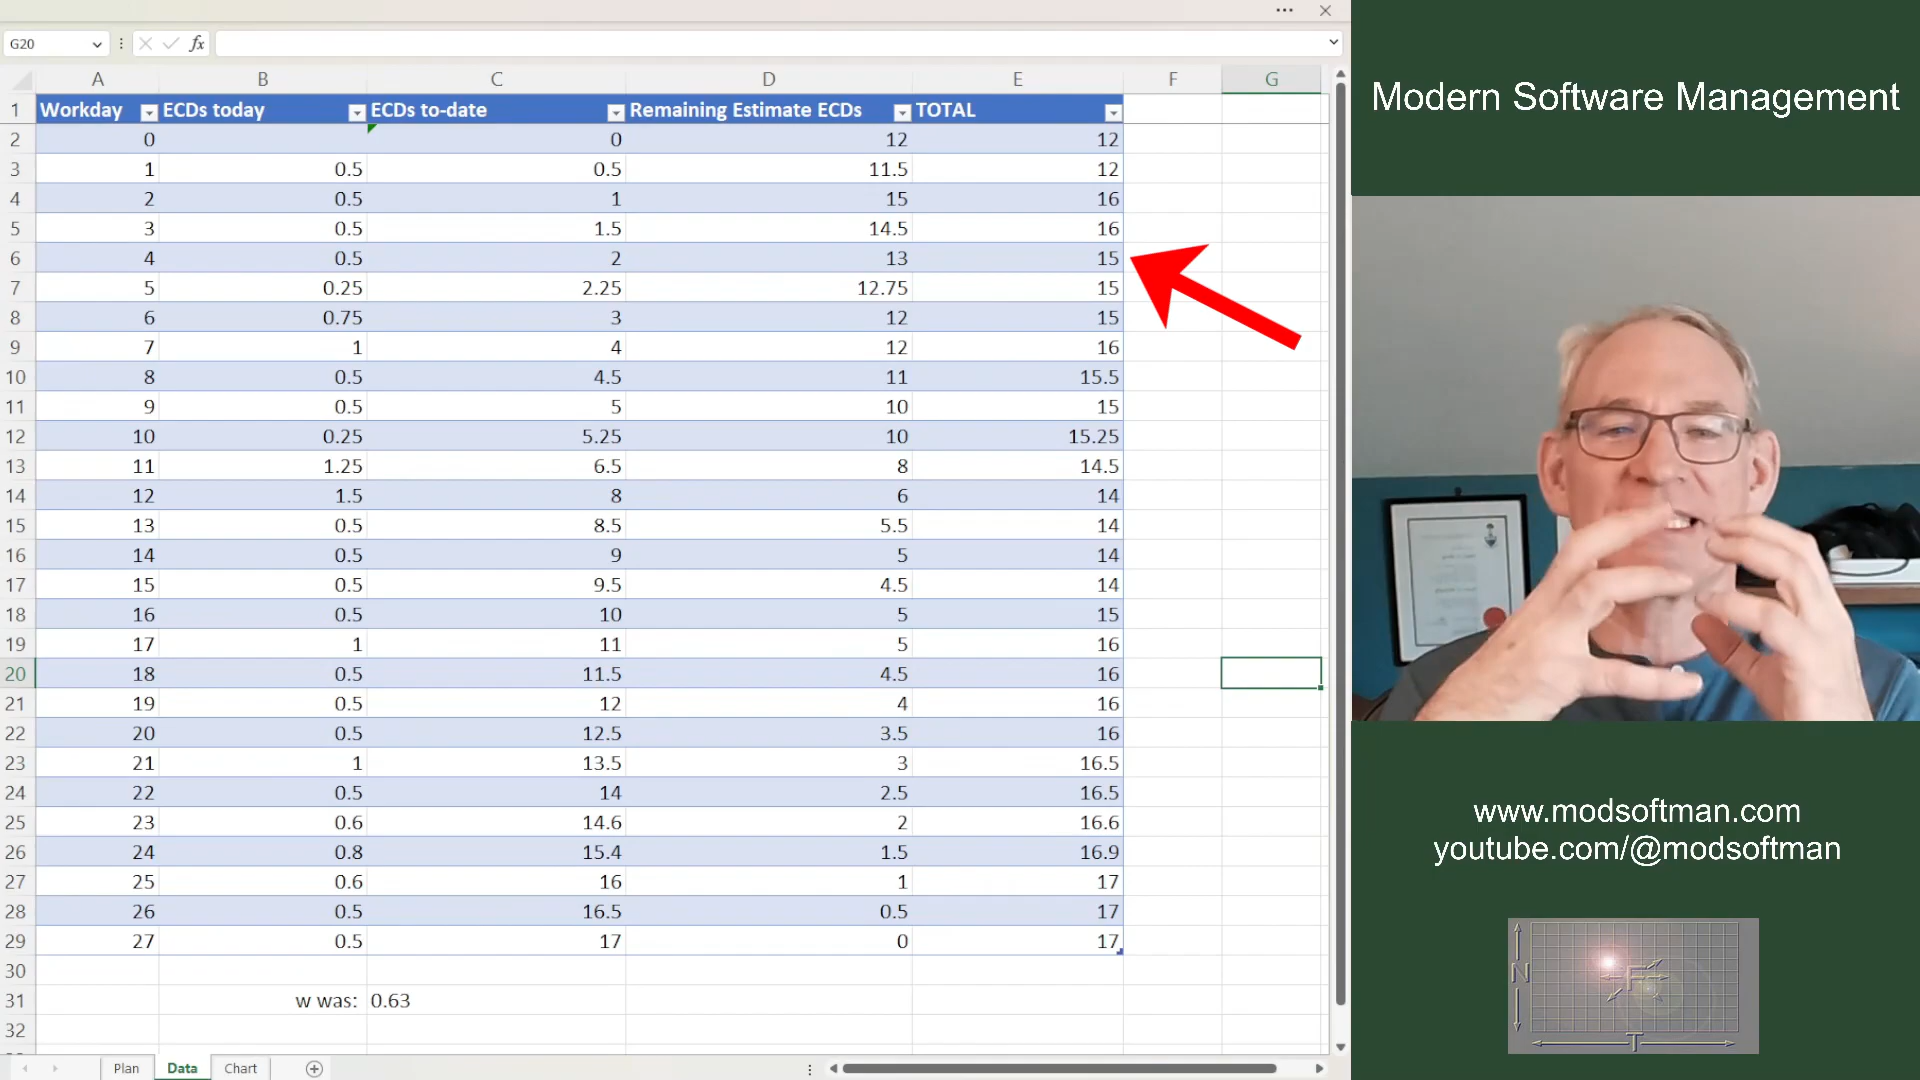 G20
fx
A B C D E F G
1 Workday ECDs today ECDs to-date Remaining Estimate ECDs TOTAL
2 0 0 12 12
3 1 0.5 0.5 11.5 12
4 2 0.5 1 15 16
5 3 0.5 1.5 14.5 16
6 4 0.5 2 13 15
7 5 0.25 2.25 12.75 15
8 6 0.75 3 12 15
9 7 1 4 12 16
10 8 0.5 4.5 11 15.5
11 9 0.5 5 10 15
12 10 0.25 5.25 10 15.25
13 11 1.25 6.5 8 14.5
14 12 1.5 8 6 14
15 13 0.5 8.5 5.5 14
16 14 0.5 9 5 14
17 15 0.5 9.5 4.5 14
18 16 0.5 10 5 15
19 17 1 11 5 16
20 18 0.5 11.5 4.5 16
21 19 0.5 12 4 16
22 20 0.5 12.5 3.5 16
23 21 1 13.5 3 16.5
24 22 0.5 14 2.5 16.5
25 23 0.6 14.6 2 16.6
26 24 0.8 15.4 1.5 16.9
27 25 0.6 16 1 17
28 26 0.5 16.5 0.5 17
29 27 0.5 17 0 17
30
31 w was: 0.63
32
Plan Data Chart
Modern Software Management
www.modsoftman.com
youtube.com/@modsoftman
N F
T